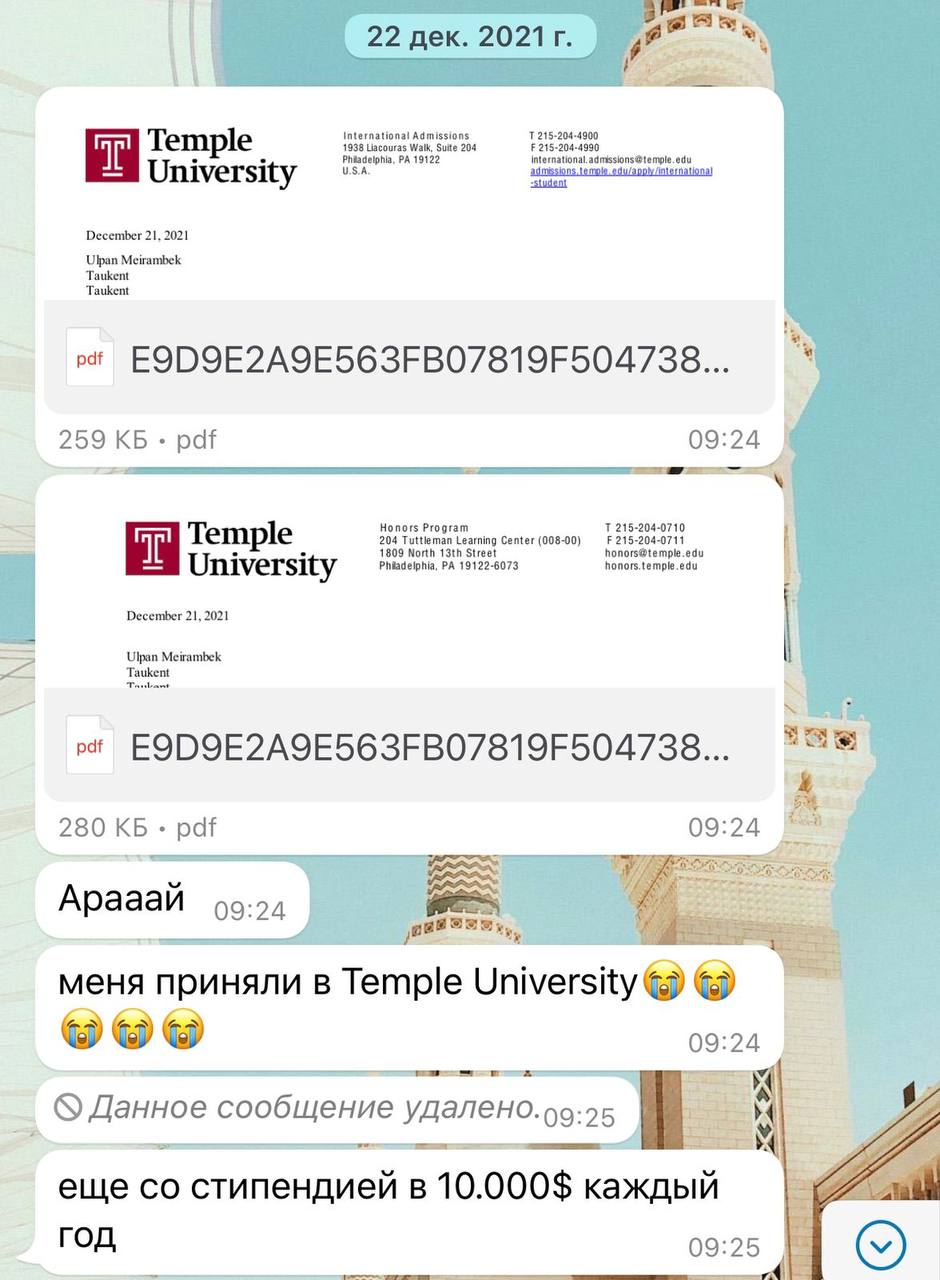 22 дек. 2021 г.
Temple
University
International Admissions
1938 Liacouras Walk, Suite 204
Philadelphia, PA 19122
U.S.A.
T 215-204-4900
F 215-204-4990
international.admissions@temple.edu
admissions.temple.edu/apply/international
-student
December 21, 2021
Ulpan Meirambek
Taukent
Taukent
pdf
E9D9E2A9E563FB07819F504738...
259 КБ • pdf
09:24
Temple
University
Honors Program
204 Tuttleman Learning Center (008-00)
1809 North 13th Street
Philadelphia, PA 19122-6073
T 215-204-0710
F 215-204-0711
honors@temple.edu
honors.temple.edu
December 21, 2021
Ulpan Meirambek
Taukent
Taukent
pdf
E9D9E2A9E563FB07819F504738...
280 КБ • pdf
09:24
Арааай 09:24
меня приняли в Temple University😭😭
😭😭😭
09:24
Данное сообщение удалено. 09:25
еще со стипендией в 10.000$ каждый
год
09:25